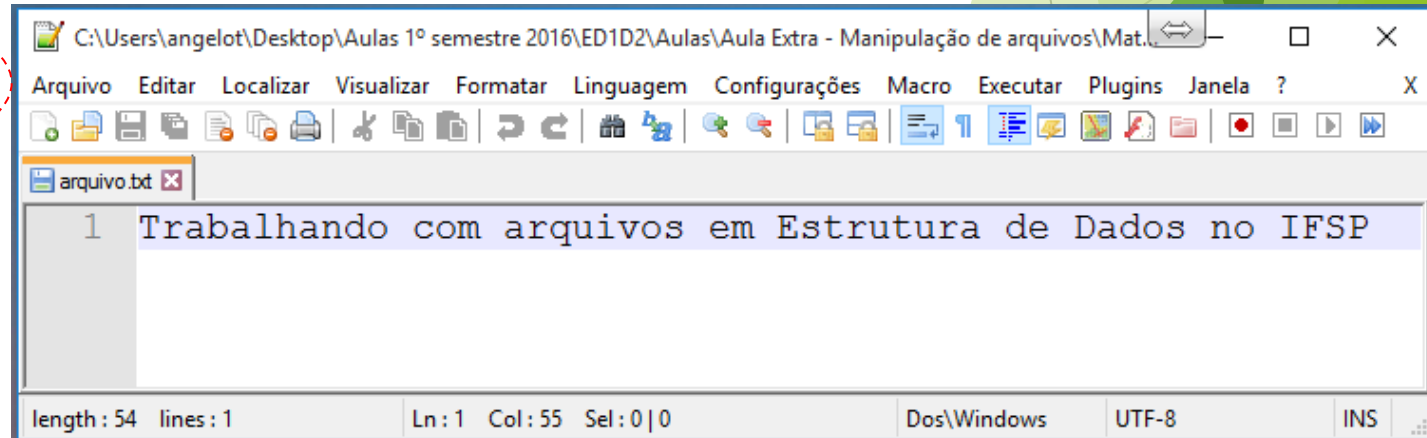 C:\Users\angelot\Desktop\Aulas 1º semestre 2016\ED1D2\Aulas\Aula Extra - Manipulação de arquivos\Mat...
Arquivo Editar Localizar Visualizar Formatar Linguagem Configurações Macro Executar Plugins Janela ? X
arquivo.txt
1 Trabalhando com arquivos em Estrutura de Dados no IFSP
length : 54 lines : 1 Ln : 1 Col : 55 Sel : 0 | 0 Dos\Windows UTF-8 INS